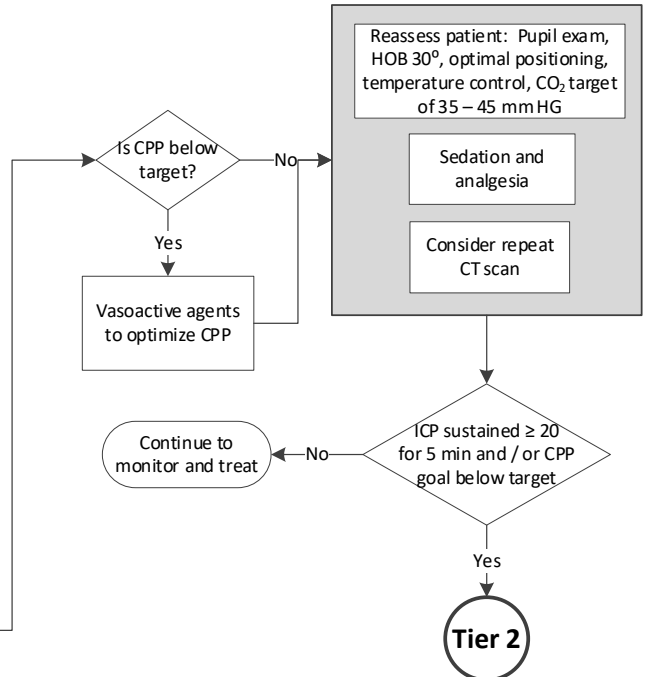 Reassess patient:  Pupil exam,
HOB 30°, optimal positioning,
temperature control, CO₂ target
of 35 – 45 mm HG
Is CPP below
target?
No
Sedation and
analgesia
Yes
Consider repeat
CT scan
Vasoactive agents
to optimize CPP
ICP sustained ≥ 20
for 5 min and / or CPP
goal below target
No
Continue to
monitor and treat
Yes
Tier 2